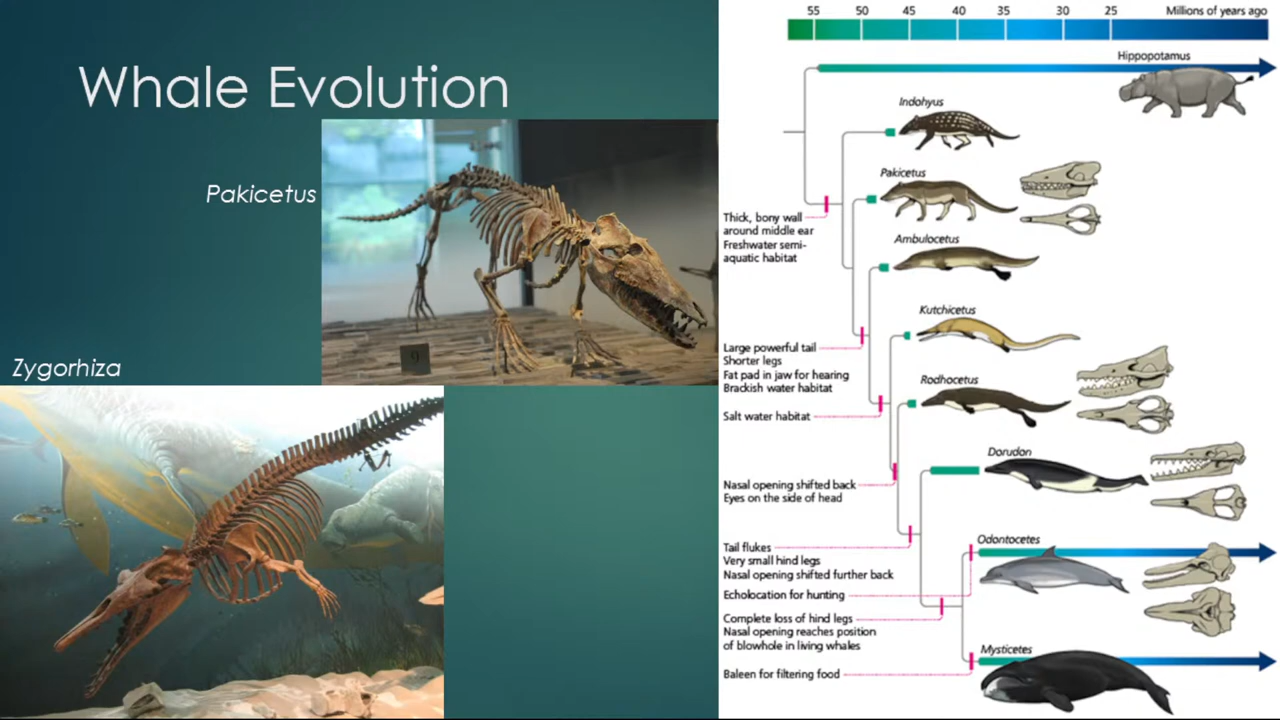 Whale Evolution
Pakicetus
9
Zygorhiza
55 50 45 40 35 30 25 Millions of years ago
Hippopotamus
Indohyus
Pakicetus
Thick, bony wall
around middle ear
Freshwater semi-
aquatic habitat
Ambulocetus
Kutchicetus
Large powerful tail
Shorter legs
Fat pad in jaw for hearing
Brackish water habitat
Rodhocetus
Salt water habitat
Dorudon
Nasal opening shifted back
Eyes on the side of head
Odontocetes
Tail flukes
Very small hind legs
Nasal opening shifted further back
Echolocation for hunting
Complete loss of hind legs
Nasal opening reaches position
of blowhole in living whales
Mysticetes
Baleen for filtering food